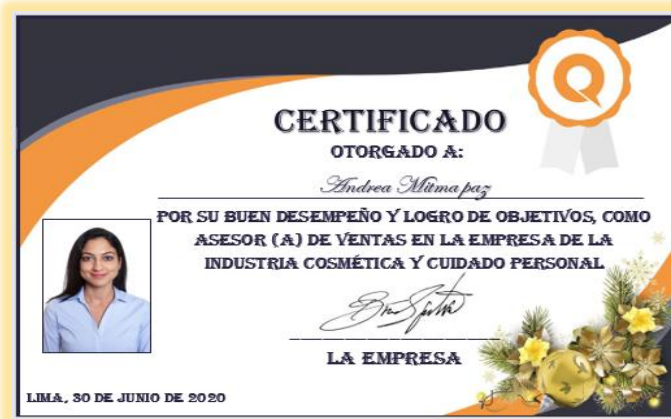 CERTIFICADO
OTORGADO A:
Andrea Mitma paz
POR SU BUEN DESEMPEÑO Y LOGRO DE OBJETIVOS, COMO
ASESOR (A) DE VENTAS EN LA EMPRESA DE LA
INDUSTRIA COSMÉTICA Y CUIDADO PERSONAL
LA EMPRESA
LIMA, 30 DE JUNIO DE 2020